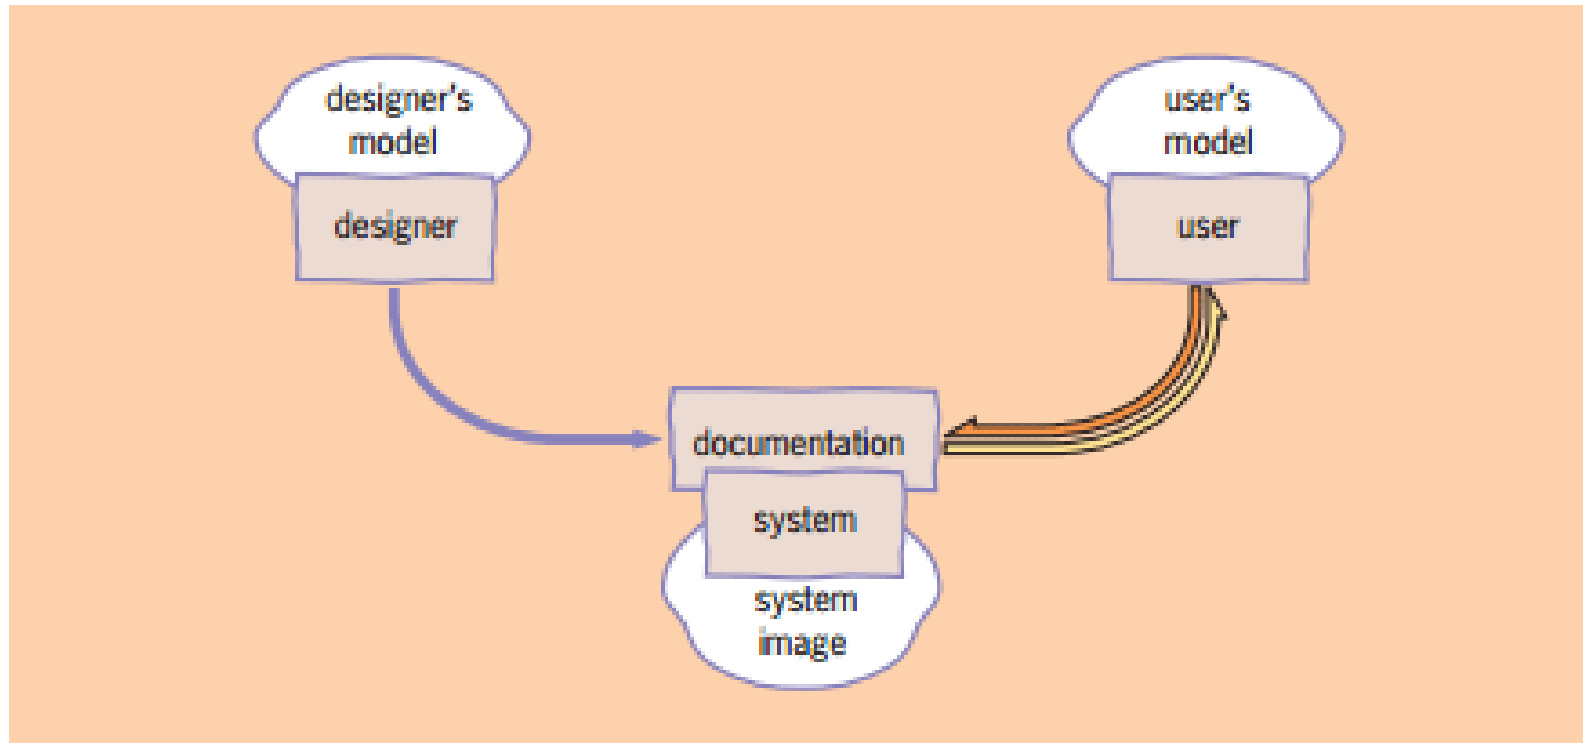 designer's
model
designer
user's
model
user
documentation
system
system
image